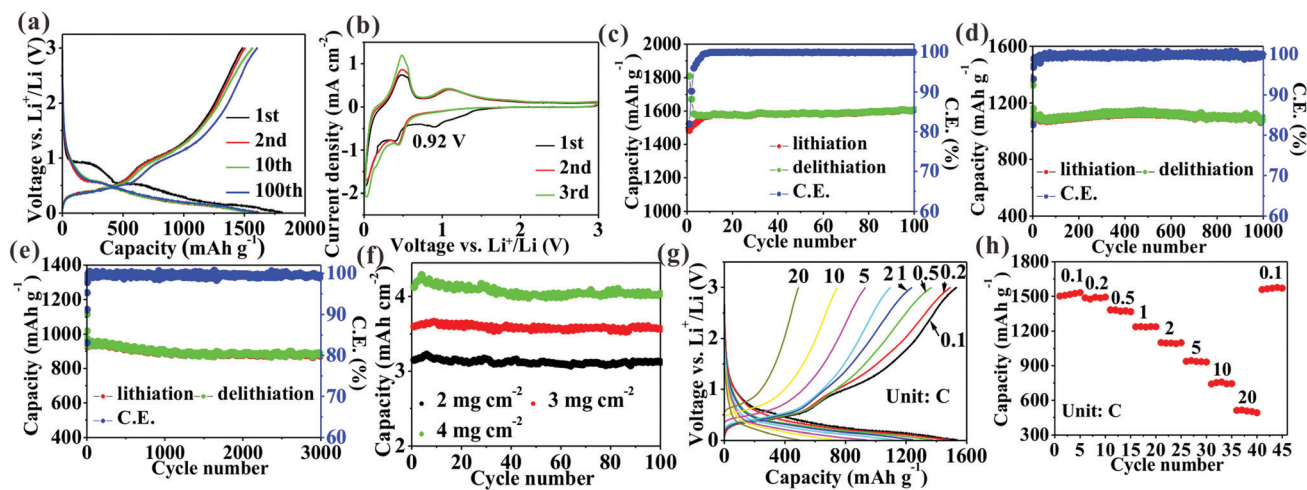 (a)
Voltage vs. Li+/Li (V)
3
2
1
0
1st
2nd
10th
100th
0 500 1000 1500 2000
Capacity (mAh g-1)
(b)
Current density (mA cm-2)
1
0
-1
-2
0.92 V
1st
2nd
3rd
0 1 2 3
Voltage vs. Li+/Li (V)
(c)
Capacity (mAh g-1)
2000
1800
1600
1400
1200
1000
lithiation
delithiation
C.E.
100
90
80
70
60
C.E. (%)
0 20 40 60 80 100
Cycle number
(d)
Capacity (mAh g-1)
1600
1400
1200
1000
800
600
400
lithiation delithiation
C.E.
100
90
80
70
60
C.E. (%)
0 200 400 600 800 1000
Cycle number
(e)
Capacity (mAh g-1)
1400
1200
1000
800
600
400
lithiation delithiation
C.E.
100
90
80
70
60
C.E. (%)
0 1000 2000 3000
Cycle number
(f)
Capacity (mAh cm-2)
4
3
2
2 mg cm-2 3 mg cm-2
4 mg cm-2
0 20 40 60 80 100
Cycle number
(g)
Voltage vs. Li+/Li (V)
3
2
1
0
20 10 5 2 1 0.5 0.2
0.1
Unit: C
0 400 800 1200 1600
Capacity (mAh g-1)
(h)
Capacity (mAh g-1)
1800
1500
1200
900
600
300
0.1
0.2
0.5
1
2
5
10
20
0.1
Unit: C
0 5 10 15 20 25 30 35 40 45
Cycle number